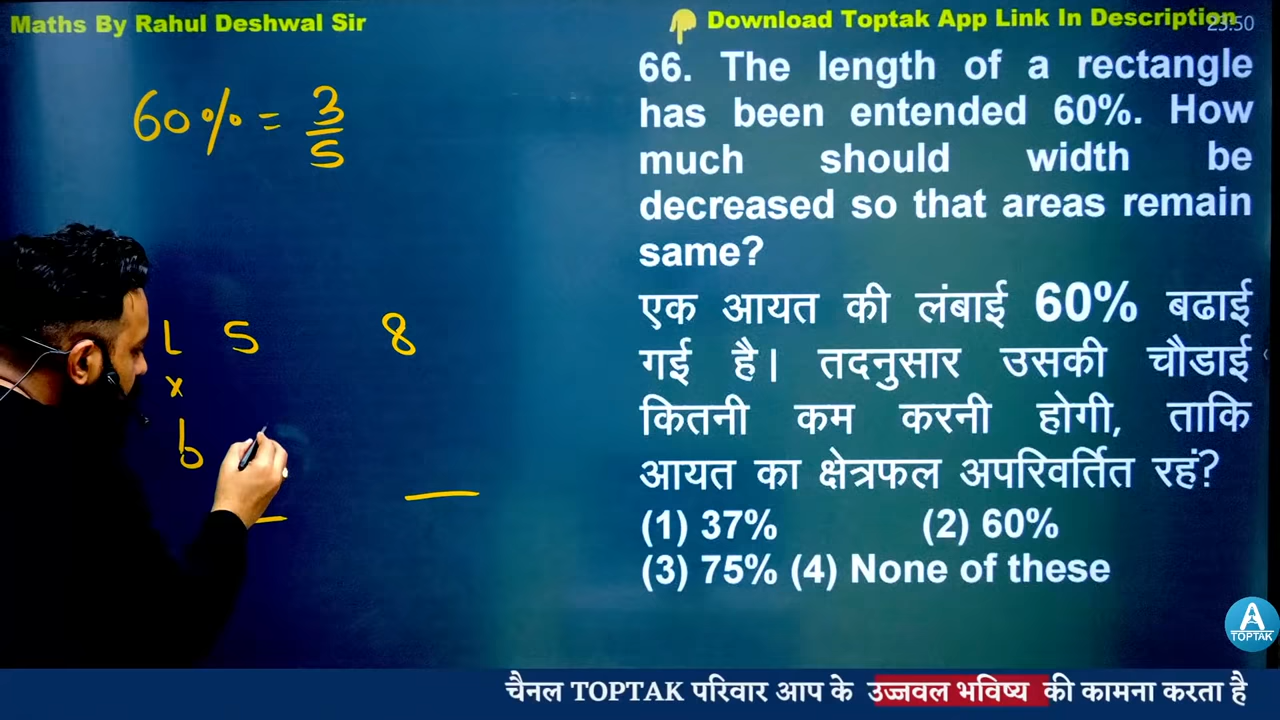 Maths By Rahul Deshwal Sir
Download Toptak App Link In Description
23:50
60% = 3/5
l 5 8
x
b
66. The length of a rectangle
has been entended 60%. How
much should width be
decreased so that areas remain
same?
एक आयत की लंबाई 60% बढाई
गई है। तदनुसार उसकी चौडाई
कितनी कम करनी होगी, ताकि
आयत का क्षेत्रफल अपरिवर्तित रहं?
(1) 37% (2) 60%
(3) 75% (4) None of these
A
TOPTAK
चैनल TOPTAK परिवार आप के उज्जवल भविष्य की कामना करता है